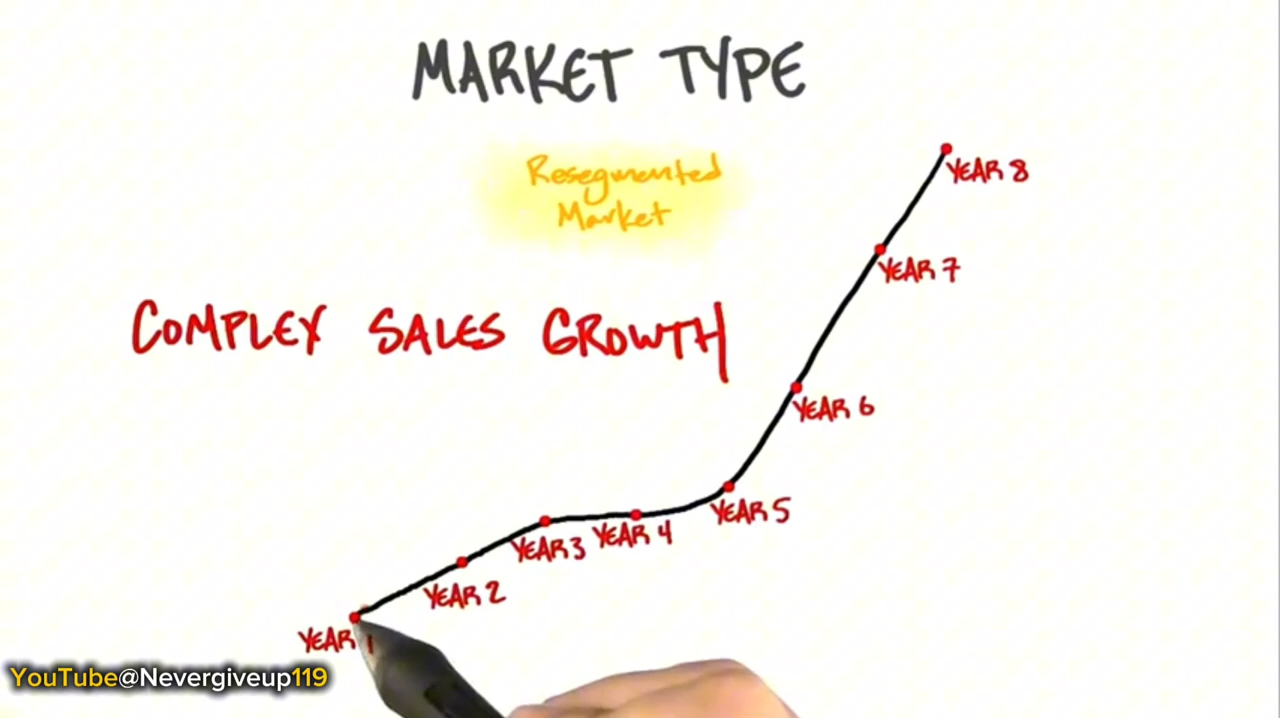 MARKET TYPE
Resegmented
Market
YEAR 8
YEAR 7
COMPLEX SALES GROWTH
YEAR 6
YEAR 5
YEAR 3 YEAR 4
YEAR 2
YEAR 1
YouTube@Nevergiveup119